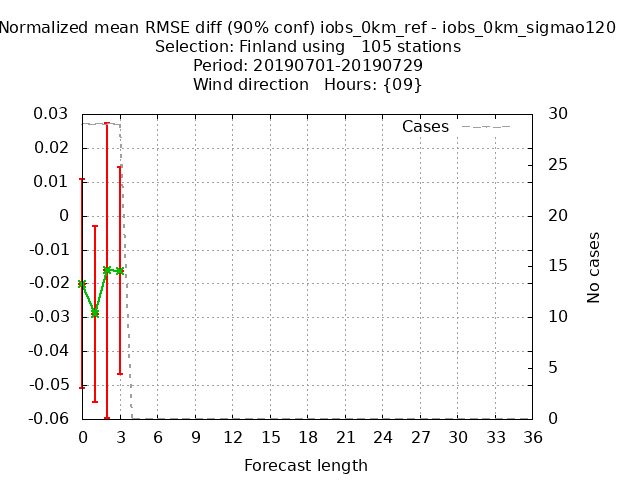 Normalized mean RMSE diff (90% conf) iobs_0km_ref - iobs_0km_sigmao120
Selection: Finland using 105 stations
Period: 20190701-20190729
Wind direction Hours: {09}
Cases
0.03
0.02
0.01
0
-0.01
-0.02
-0.03
-0.04
-0.05
-0.06
30
25
20
15
10
5
0
No cases
0 3 6 9 12 15 18 21 24 27 30 33 36
Forecast length